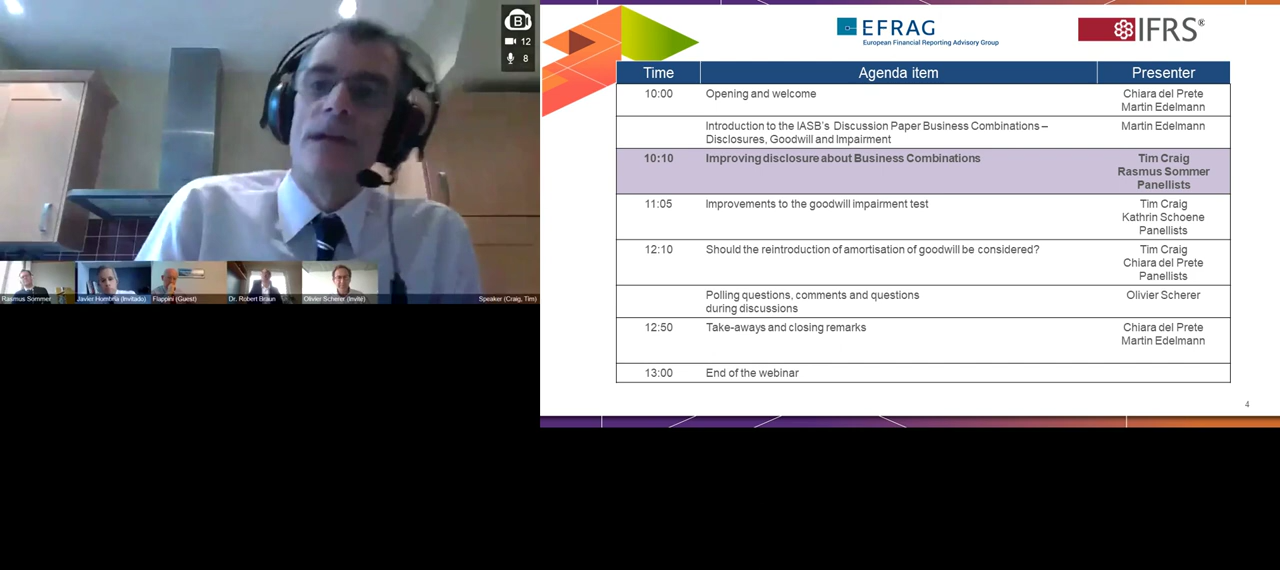 B
12
8
Rasmus Sommer
Javier Hombria (Invitado)
Flappini (Guest)
Dr. Robert Braun
Olivier Scherer (Invité)
Speaker (Craig, Tim)
EFRAG
European Financial Reporting Advisory Group
IFRS®
Time Agenda item Presenter
10:00 Opening and welcome Chiara del Prete
Martin Edelmann
Introduction to the IASB's Discussion Paper Business Combinations – Martin Edelmann
Disclosures, Goodwill and Impairment
10:10 Improving disclosure about Business Combinations Tim Craig
Rasmus Sommer
Panellists
11:05 Improvements to the goodwill impairment test Tim Craig
Kathrin Schoene
Panellists
12:10 Should the reintroduction of amortisation of goodwill be considered? Tim Craig
Chiara del Prete
Panellists
Polling questions, comments and questions Olivier Scherer
during discussions
12:50 Take-aways and closing remarks Chiara del Prete
Martin Edelmann
13:00 End of the webinar
4